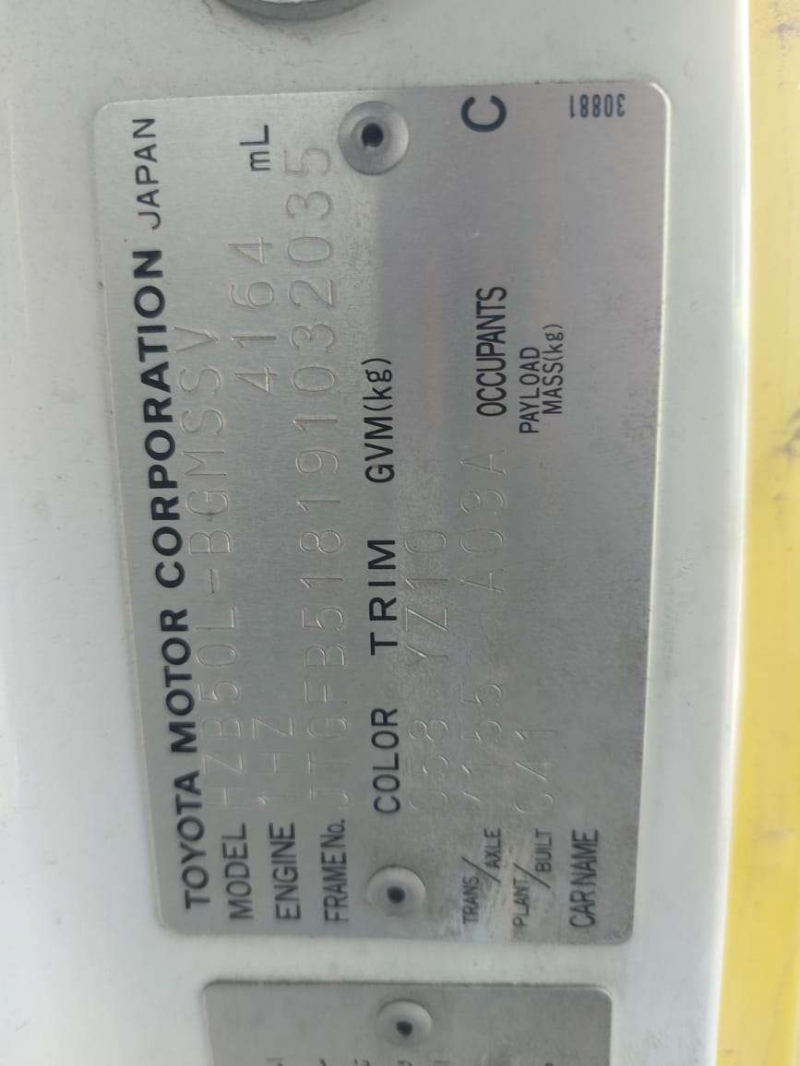 TOYOTA MOTOR CORPORATION JAPAN
MODEL HZB50L-BGMSSV
ENGINE 1HZ 4164 mL
FRAME No. JTGFB518191032035
COLOR TRIM GVM(kg)
058 YZ10
TRANS/AXLE A03A OCCUPANTS C
PLANT/BUILT PAYLOAD MASS(kg)
CAR NAME
30881